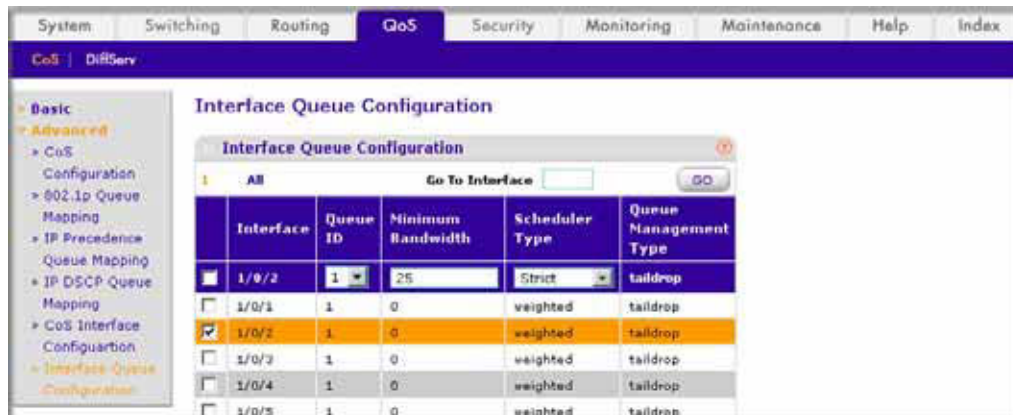 System Switching Routing QoS Security Monitoring Maintenance Help Index
CoS | DiffServ
Basic
Advanced
CoS
Configuration
802.1p Queue
Mapping
IP Precedence
Queue Mapping
IP DSCP Queue
Mapping
CoS Interface
Configuartion
Interface Queue
Configuration
Interface Queue Configuration
Interface Queue Configuration
1 All Go To Interface GO
Interface Queue ID Minimum Bandwidth Scheduler Type Queue Management Type
1/0/2 1 25 Strict taildrop
1/0/1 1 0 weighted taildrop
1/0/2 1 0 weighted taildrop
1/0/3 1 0 weighted taildrop
1/0/4 1 0 weighted taildrop
1/0/5 1 0 weighted taildrop